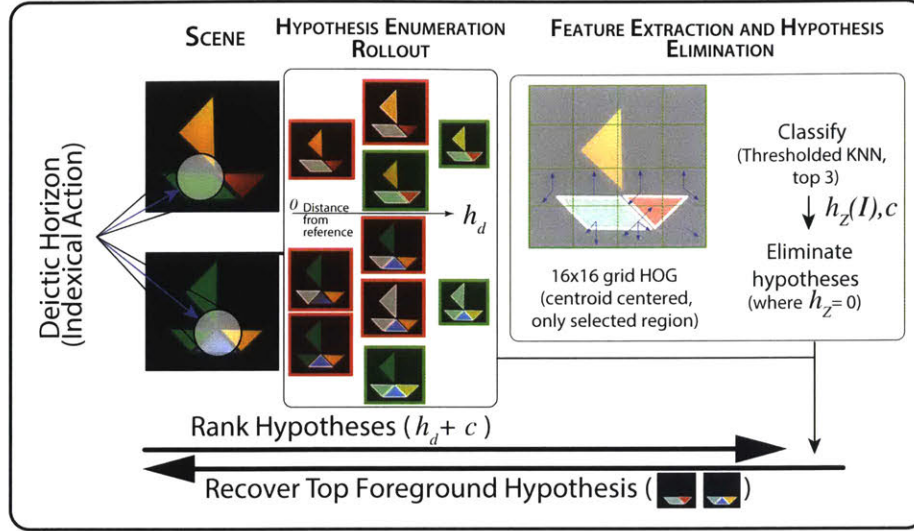 Deictic Horizon
(Indexical Action)
SCENE
HYPOTHESIS ENUMERATION
ROLLOUT
0 Distance
from
reference
h_d
FEATURE EXTRACTION AND HYPOTHESIS
ELIMINATION
16x16 grid HOG
(centroid centered,
only selected region)
Classify
(Thresholded KNN,
top 3)
h_Z(I),c
Eliminate
hypotheses
(where h_Z=0)
Rank Hypotheses (h_d + c)
Recover Top Foreground Hypothesis ( )